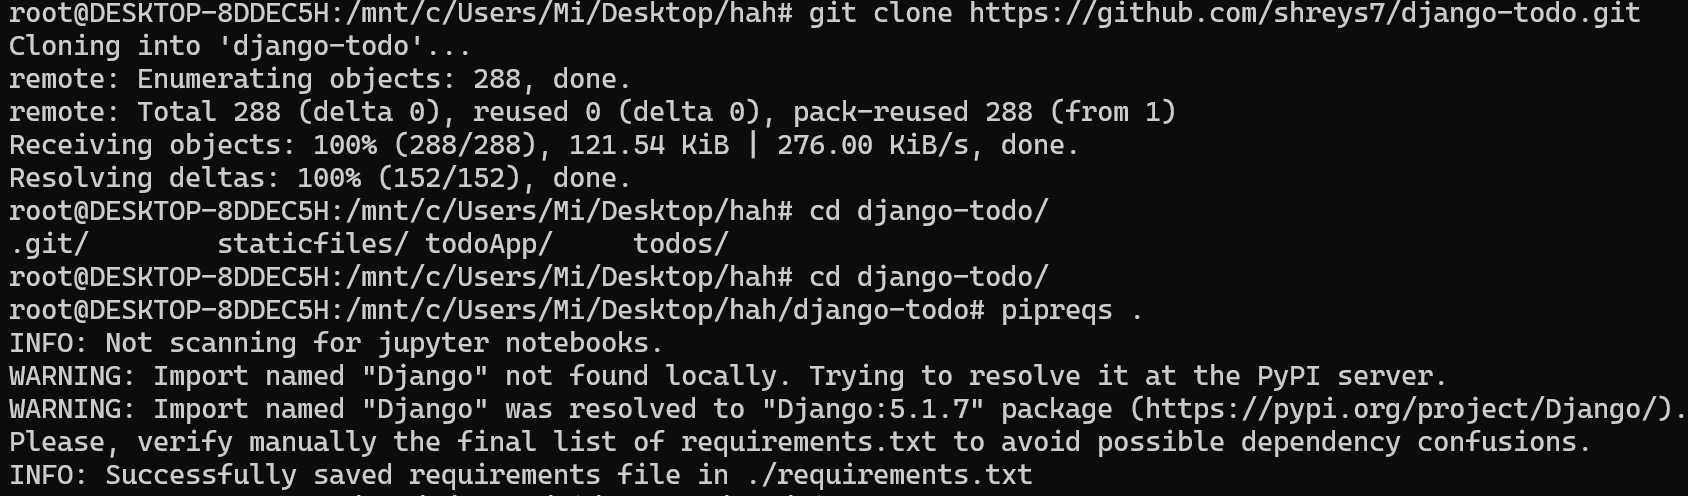 root@DESKTOP-8DDEC5H:/mnt/c/Users/Mi/Desktop/hah# git clone https://github.com/shreys7/django-todo.git
Cloning into 'django-todo'...
remote: Enumerating objects: 288, done.
remote: Total 288 (delta 0), reused 0 (delta 0), pack-reused 288 (from 1)
Receiving objects: 100% (288/288), 121.54 KiB | 276.00 KiB/s, done.
Resolving deltas: 100% (152/152), done.
root@DESKTOP-8DDEC5H:/mnt/c/Users/Mi/Desktop/hah# cd django-todo/
.git/        staticfiles/ todoApp/     todos/
root@DESKTOP-8DDEC5H:/mnt/c/Users/Mi/Desktop/hah# cd django-todo/
root@DESKTOP-8DDEC5H:/mnt/c/Users/Mi/Desktop/hah/django-todo# pipreqs .
INFO: Not scanning for jupyter notebooks.
WARNING: Import named "Django" not found locally. Trying to resolve it at the PyPI server.
WARNING: Import named "Django" was resolved to "Django:5.1.7" package (https://pypi.org/project/Django/).
Please, verify manually the final list of requirements.txt to avoid possible dependency confusions.
INFO: Successfully saved requirements file in ./requirements.txt